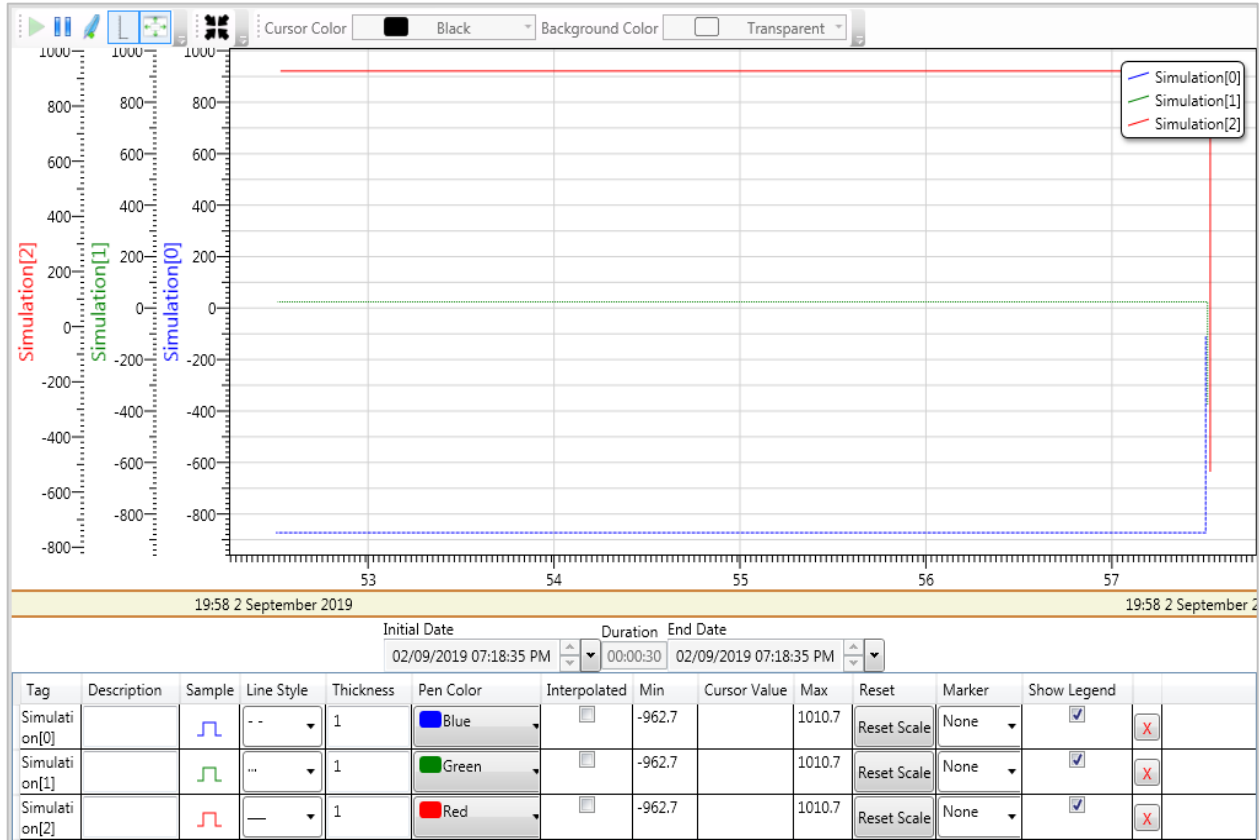 Cursor Color Black Background Color Transparent
1000 1000 1000
800 800 800
600 600 600
400 400 400
200 200 200
0 0 0
-200 -200 -200
-400 -400 -400
-600 -600 -600
-800 -800 -800
Simulation[2] Simulation[1] Simulation[0]
Simulation[0]
Simulation[1]
Simulation[2]
53 54 55 56 57
19:58 2 September 2019 19:58 2 September 2
Initial Date Duration End Date
02/09/2019 07:18:35 PM 00:00:30 02/09/2019 07:18:35 PM
Tag Description Sample Line Style Thickness Pen Color Interpolated Min Cursor Value Max Reset Marker Show Legend
Simulati
on[0] - - 1 Blue -962.7 1010.7 Reset Scale None X
Simulati
on[1] ... 1 Green -962.7 1010.7 Reset Scale None X
Simulati
on[2] — 1 Red -962.7 1010.7 Reset Scale None X